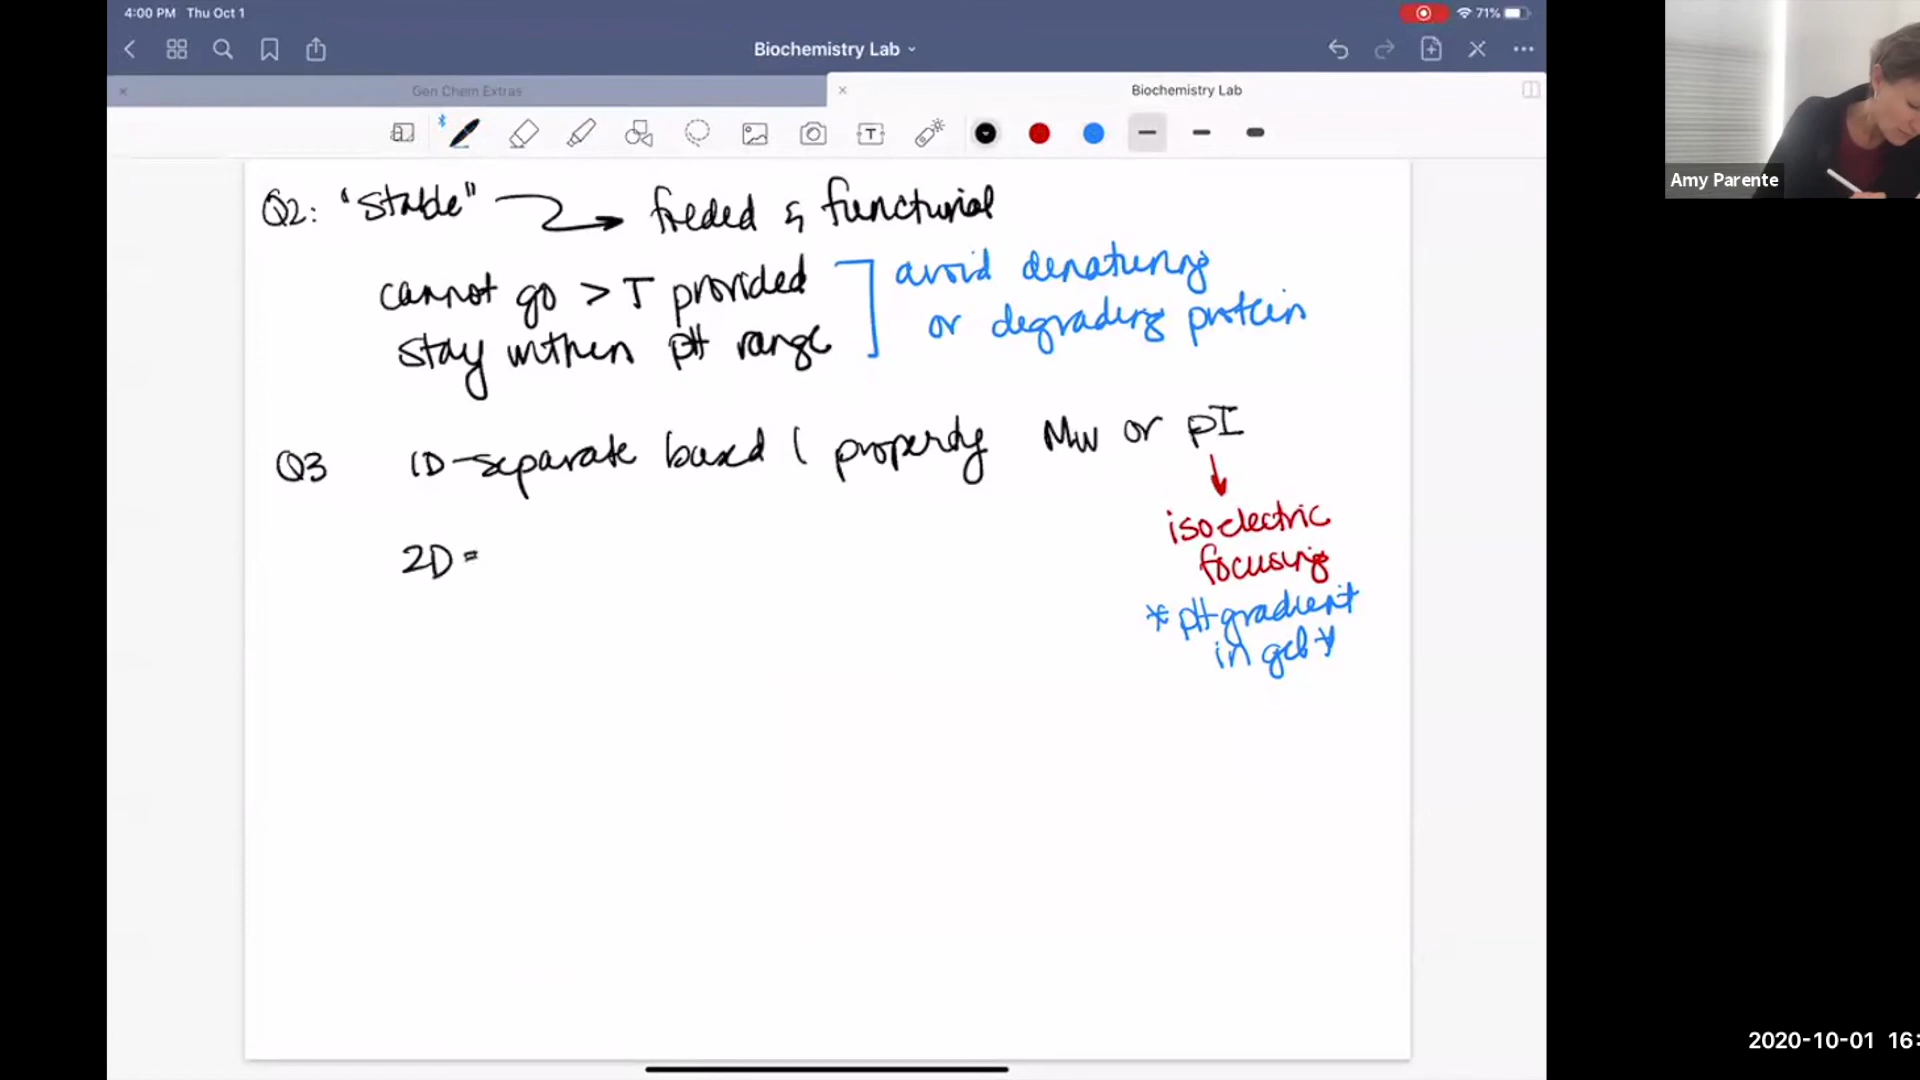 4:00 PM Thu Oct 1
71%
Biochemistry Lab
Gen Chem Extras
Biochemistry Lab
T
Amy Parente
Q2: "Stable" → folded & functional
cannot go > T provided
avoid denaturing
stay within pH range
or degrading protein
Q3 1D-separate based 1 property MW or pI
isoelectric
focusing
2D =
*pH gradient
in gel*
2020-10-01 16: